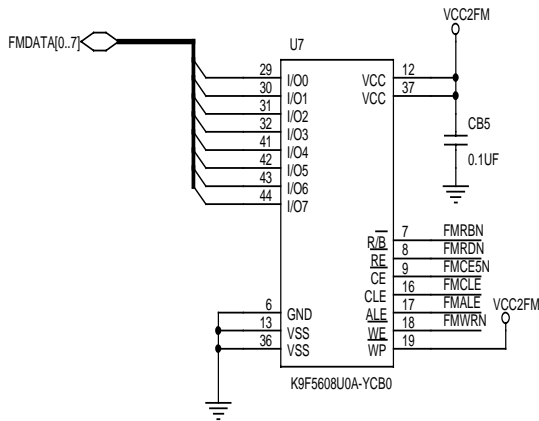 VCC2FM
FMDATA[0..7]
U7
29 I/O0 VCC 12
30 I/O1 VCC 37
31 I/O2
32 I/O3
41 I/O4
42 I/O5
43 I/O6
44 I/O7
CB5
0.1UF
R/B 7 FMRBN
RE 8 FMRDN
CE 9 FMCE5N
CLE 16 FMCLE
6 GND ALE 17 FMALE
13 VSS WE 18 FMWRN
36 VSS WP 19
VCC2FM
K9F5608U0A-YCB0